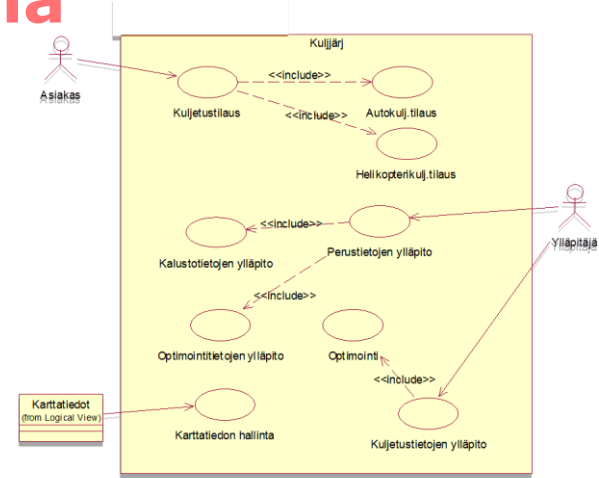 la
Kuljjärj
Asiakas
<<include>>
Kuljetustilaus
Autokulj.tilaus
<<include>>
Helikopterikulj.tilaus
Ylläpitäjä
<<include>>
Kalustotietojen ylläpito
Perustietojen ylläpito
<<include>>
Optimointitietojen ylläpito
Optimointi
<<include>>
Karttatiedot
(from Logical View)
Karttatiedon hallinta
Kuljetustietojen ylläpito